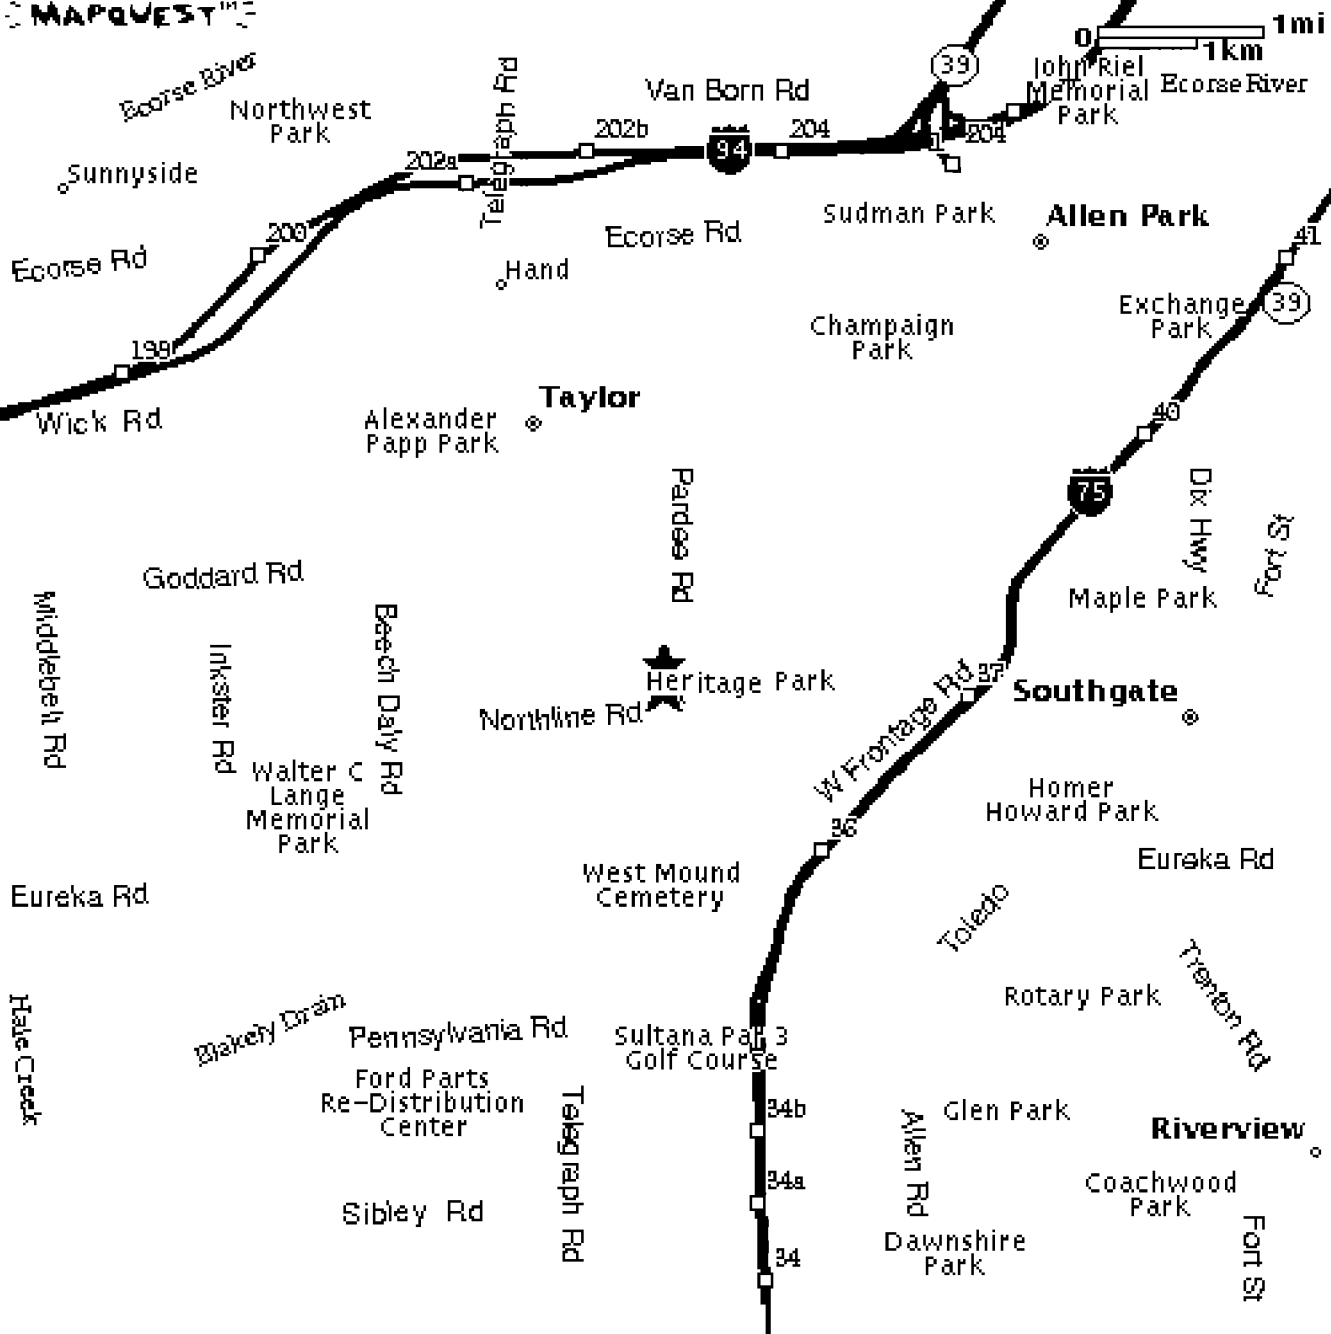 MAPQUEST™
0 1mi
1km
39
John Riel
Memorial
Park
Ecorse River
Ecorse River
Northwest
Park
Telegraph Rd
Van Born Rd
202b
94
204
204
202a
Sunnyside
200
Ecorse Rd
Ecorse Rd
Hand
Sudman Park
Allen Park
41
39
Exchange
Park
Champaign
Park
199
Wick Rd
Alexander
Papp Park
Taylor
40
75
Pardee Rd
Dix Hwy
Fort St
Goddard Rd
Maple Park
Middlebelt Rd
Inkster Rd
Beech Daly Rd
Heritage Park
Northline Rd
W Frontage Rd
37
Southgate
Walter C
Lange
Memorial
Park
Homer
Howard Park
36
Eureka Rd
West Mound
Cemetery
Eureka Rd
Toledo
Trenton Rd
Rotary Park
Hale Creek
Blakely Drain
Pennsylvania Rd
Sultana Par 3
Golf Course
Ford Parts
Re-Distribution
Center
Telegraph Rd
34b
Allen Rd
Glen Park
Riverview
34a
Coachwood
Park
Sibley Rd
Dawnshire
Park
Fort St
34